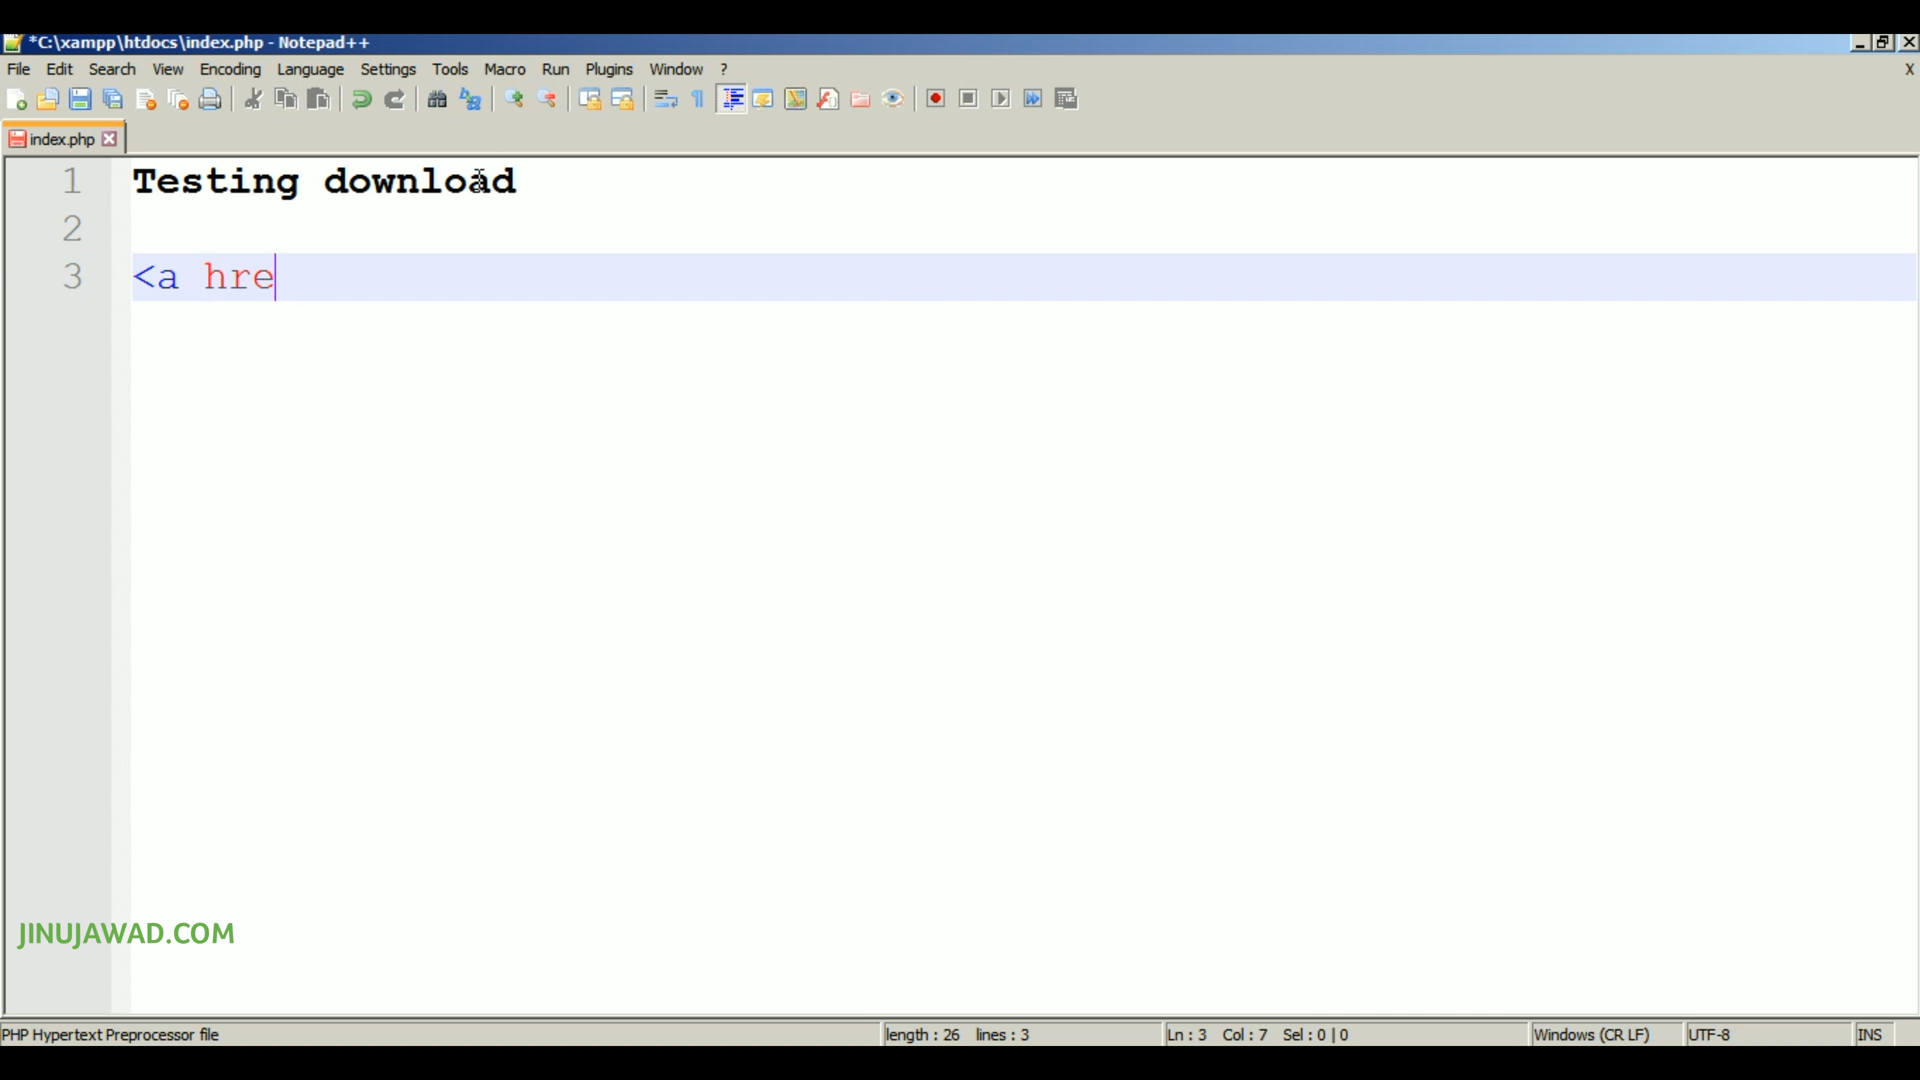 *C:\xampp\htdocs\index.php - Notepad++
File Edit Search View Encoding Language Settings Tools Macro Run Plugins Window ? X
index.php
1 Testing download
2
3 <a hre
JINUJAWAD.COM
PHP Hypertext Preprocessor file length : 26 lines : 3 Ln : 3 Col : 7 Sel : 0 | 0 Windows (CR LF) UTF-8 INS